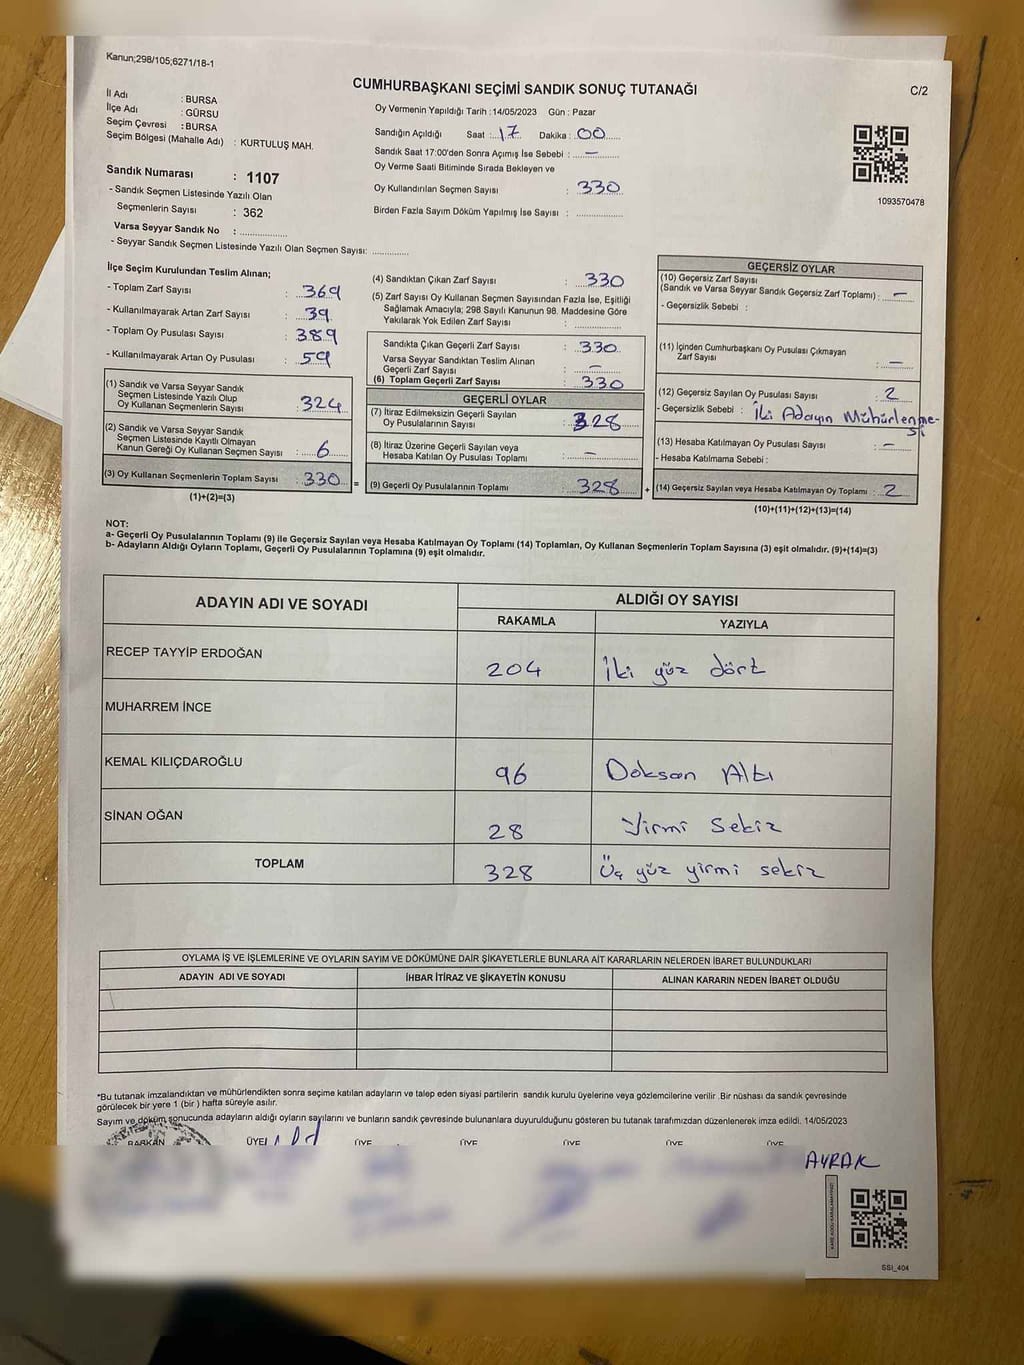 Kanun;298/105;6271/18-1
CUMHURBAŞKANI SEÇİMİ SANDIK SONUÇ TUTANAĞI
C/2
İl Adı : BURSA
İlçe Adı : GÜRSU
Seçim Çevresi : BURSA
Seçim Bölgesi (Mahalle Adı) : KURTULUŞ MAH.
Sandık Numarası : 1107
- Sandık Seçmen Listesinde Yazılı Olan
Seçmenlerin Sayısı : 362
Varsa Seyyar Sandık No : ...............
- Seyyar Sandık Seçmen Listesinde Yazılı Olan Seçmen Sayısı: ...............
Oy Vermenin Yapıldığı Tarih :14/05/2023 Gün : Pazar
Sandığın Açıldığı Saat : 17 Dakika : 00
Sandık Saat 17:00'den Sonra Açımış İse Sebebi : —
Oy Verme Saati Bitiminde Sırada Bekleyen ve
Oy Kullandırılan Seçmen Sayısı : 330
Birden Fazla Sayım Döküm Yapılmış İse Sayısı : ...............
1093570478
İlçe Seçim Kurulundan Teslim Alınan;
- Toplam Zarf Sayısı : 369
- Kullanılmayarak Artan Zarf Sayısı : 39
- Toplam Oy Pusulası Sayısı : 389
- Kullanılmayarak Artan Oy Pusulası : 59
(1) Sandık ve Varsa Seyyar Sandık
Seçmen Listesinde Yazılı Olup
Oy Kullanan Seçmenlerin Sayısı : 324
(2) Sandık ve Varsa Seyyar Sandık
Seçmen Listesinde Kayıtlı Olmayan
Kanun Gereği Oy Kullanan Seçmen Sayısı : 6
(3) Oy Kullanan Seçmenlerin Toplam Sayısı : 330
(1)+(2)=(3)
(4) Sandıktan Çıkan Zarf Sayısı : 330
(5) Zarf Sayısı Oy Kullanan Seçmen Sayısından Fazla İse, Eşitliği
Sağlamak Amacıyla; 298 Sayılı Kanunun 98. Maddesine Göre
Yakılarak Yok Edilen Zarf Sayısı : ...............
Sandıkta Çıkan Geçerli Zarf Sayısı : 330
Varsa Seyyar Sandıktan Teslim Alınan
Geçerli Zarf Sayısı : —
(6) Toplam Geçerli Zarf Sayısı : 330
GEÇERLİ OYLAR
(7) İtiraz Edilmeksizin Geçerli Sayılan
Oy Pusulalarının Sayısı : 328
(8) İtiraz Üzerine Geçerli Sayılan veya
Hesaba Katılan Oy Pusulası Toplamı : —
=
(9) Geçerli Oy Pusulalarının Toplamı : 328
+
GEÇERSİZ OYLAR
(10) Geçersiz Zarf Sayısı
(Sandık ve Varsa Seyyar Sandık Geçersiz Zarf Toplamı) : —
- Geçersizlik Sebebi :
(11) İçinden Cumhurbaşkanı Oy Pusulası Çıkmayan
Zarf Sayısı : —
(12) Geçersiz Sayılan Oy Pusulası Sayısı : 2
- Geçersizlik Sebebi : İki Adayın Mühürlenme-
si
(13) Hesaba Katılmayan Oy Pusulası Sayısı : —
- Hesaba Katılmama Sebebi :
(14) Geçersiz Sayılan veya Hesaba Katılmayan Oy Toplamı : 2
(10)+(11)+(12)+(13)=(14)
NOT:
a- Geçerli Oy Pusulalarının Toplamı (9) ile Geçersiz Sayılan veya Hesaba Katılmayan Oy Toplamı (14) Toplamları, Oy Kullanan Seçmenlerin Toplam Sayısına (3) eşit olmalıdır. (9)+(14)=(3)
b- Adayların Aldığı Oyların Toplamı, Geçerli Oy Pusulalarının Toplamına (9) eşit olmalıdır.
ADAYIN ADI VE SOYADI ALDIĞI OY SAYISI
RAKAMLA YAZIYLA
RECEP TAYYİP ERDOĞAN 204 İki yüz dört
MUHARREM İNCE
KEMAL KILIÇDAROĞLU 96 Doksan Altı
SİNAN OĞAN 28 Yirmi Sekiz
TOPLAM 328 Üç yüz yirmi sekiz
OYLAMA İŞ VE İŞLEMLERİNE VE OYLARIN SAYIM VE DÖKÜMÜNE DAİR ŞİKAYETLERLE BUNLARA AİT KARARLARIN NELERDEN İBARET BULUNDUKLARI
ADAYIN ADI VE SOYADI İHBAR İTİRAZ VE ŞİKAYETİN KONUSU ALINAN KARARIN NEDEN İBARET OLDUĞU
*Bu tutanak imzalandıktan ve mühürlendikten sonra seçime katılan adayların ve talep eden siyasi partilerin sandık kurulu üyelerine veya gözlemcilerine verilir .Bir nüshası da sandık çevresinde
görülecek bir yere 1 (bir ) hafta süreyle asılır.
Sayım ve döküm sonucunda adayların aldığı oyların sayılarını ve bunların sandık çevresinde bulunanlara duyurulduğunu gösteren bu tutanak tarafımızdan düzenlenerek imza edildi. 14/05/2023
BAŞKAN ÜYE ÜYE ÜYE ÜYE ÜYE ÜYE
AYRAK
SSI_404